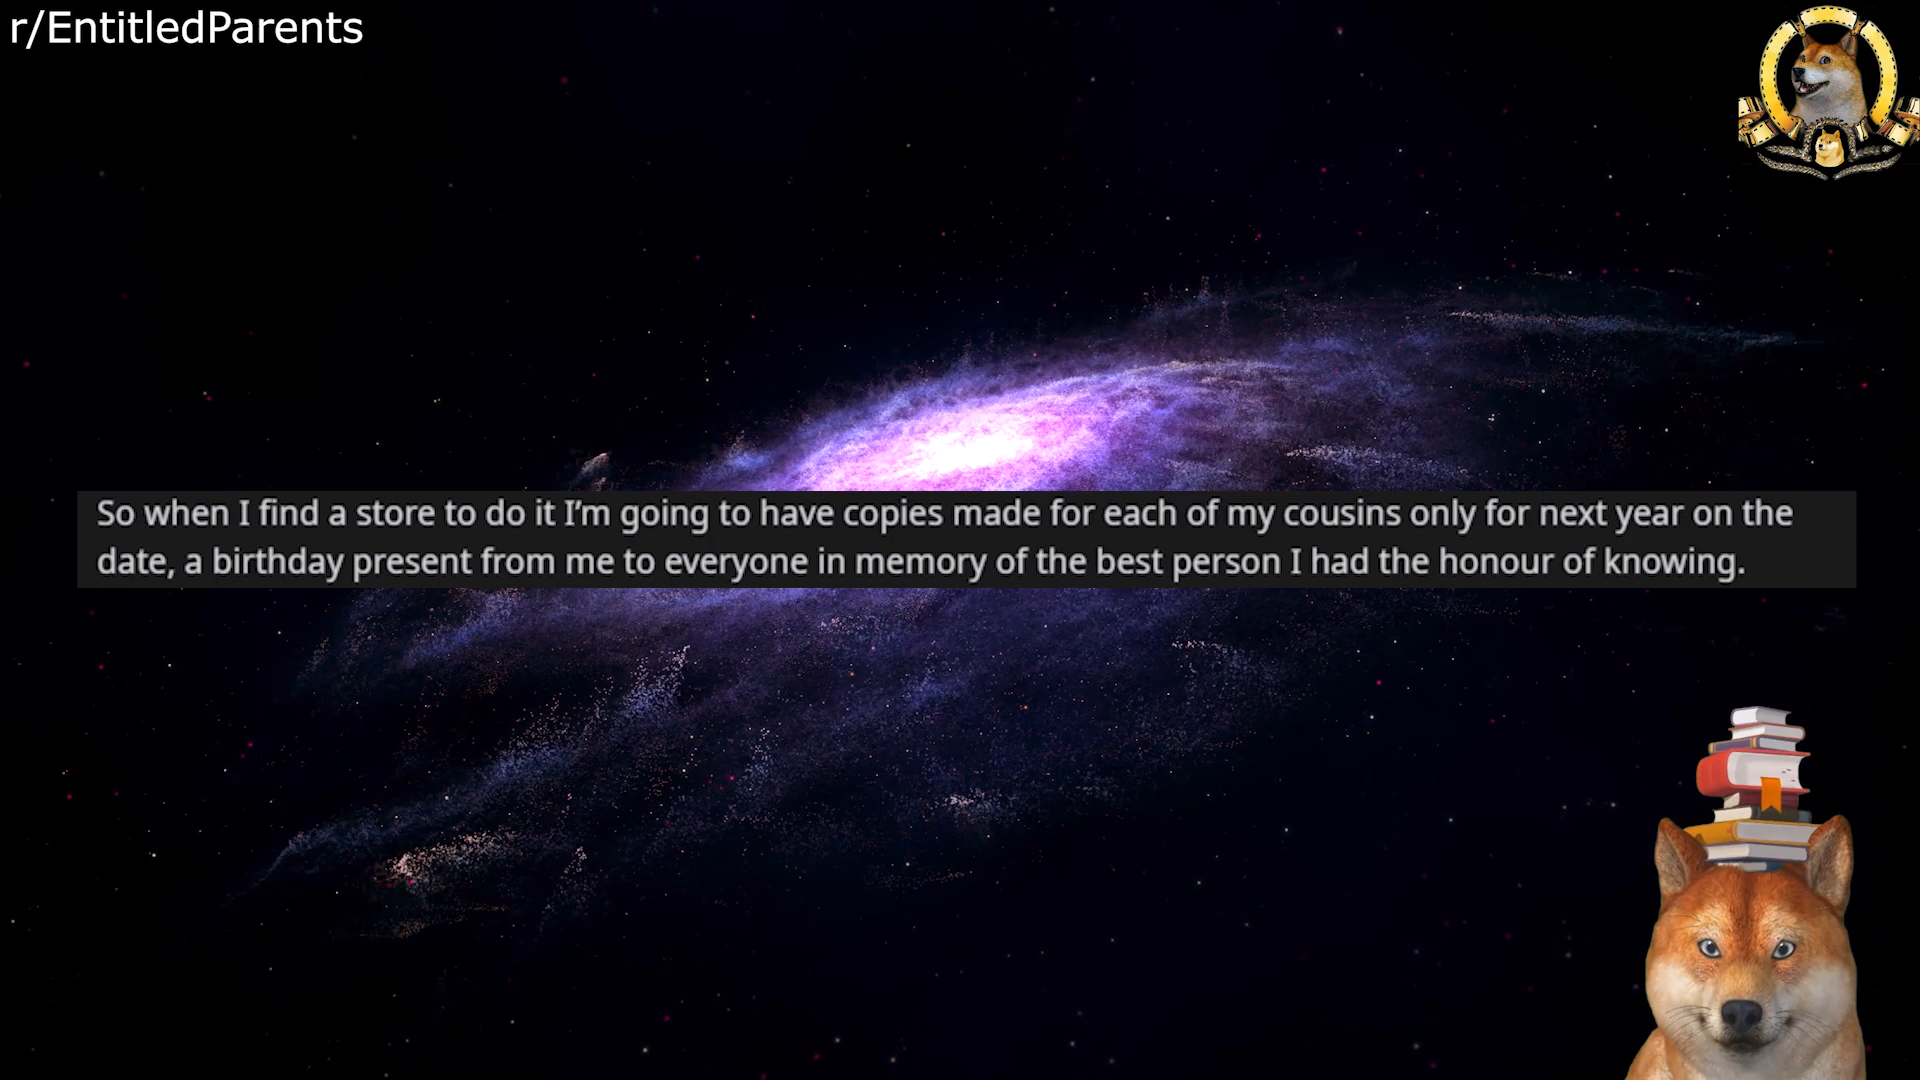 r/EntitledParents
So when I find a store to do it I’m going to have copies made for each of my cousins only for next year on the
date, a birthday present from me to everyone in memory of the best person I had the honour of knowing.